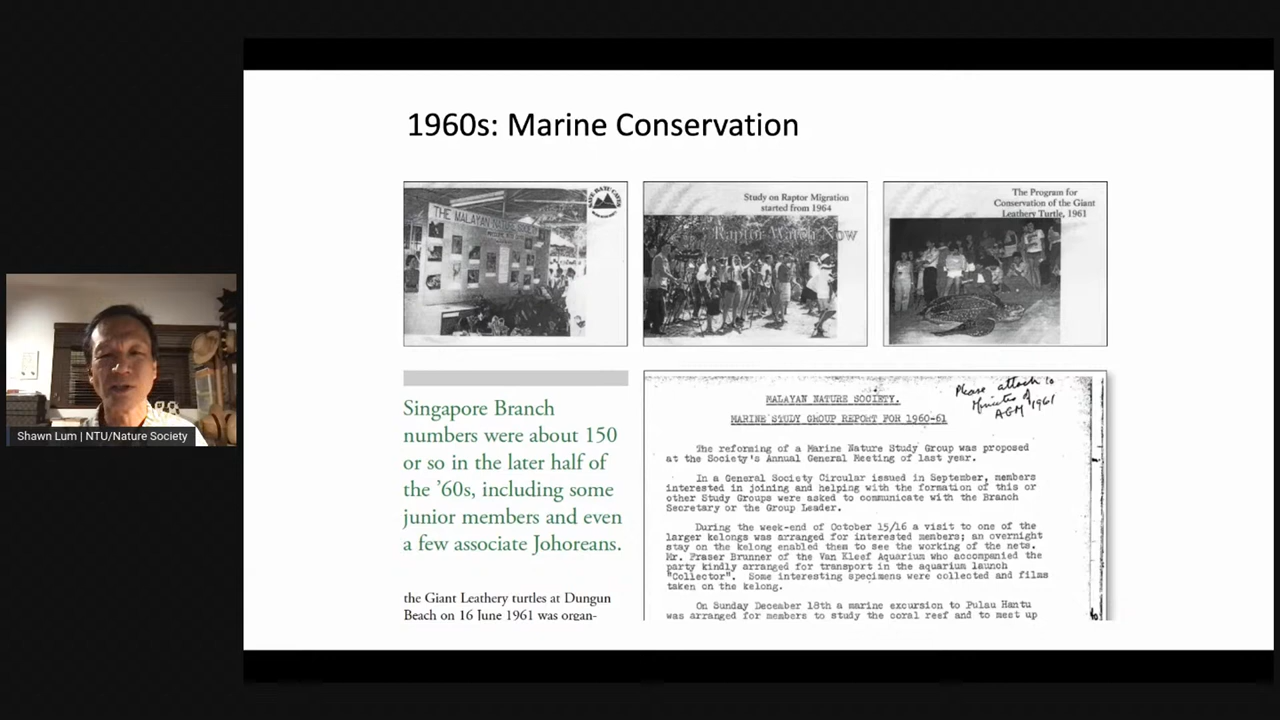 1960s: Marine Conservation
THE MALAYAN NATURE
SAVE BATU CAVES
Study on Raptor Migration
started from 1964
Raptor Watch Now
The Program for
Conservation of the Giant
Leathery Turtle, 1961
Singapore Branch
numbers were about 150
or so in the later half of
the ’60s, including some
junior members and even
a few associate Johoreans.
the Giant Leathery turtles at Dungun
Beach on 16 June 1961 was organ-
Please attach to
Minutes of
AGM 1961
MALAYAN NATURE SOCIETY.
MARINE STUDY GROUP REPORT FOR 1960-61
The reforming of a Marine Nature Study Group was proposed
at the Society's Annual General Meeting of last year.
In a General Society Circular issued in September, members
interested in joining and helping with the formation of this or
other Study Groups were asked to communicate with the Branch
Secretary or the Group Leader.
During the week-end of October 15/16 a visit to one of the
larger kelongs was arranged for interested members; an overnight
stay on the kelong enabled them to see the working of the nets.
Mr. Fraser Brunner of the Van Kleef Aquarium who accompanied the
party kindly arranged for transport in the aquarium launch
"Collector". Some interesting specimens were collected and films
taken on the kelong.
On Sunday December 18th a marine excursion to Pulau Hantu
was arranged for members to study the coral reef and to meet up
Shawn Lum | NTU/Nature Society